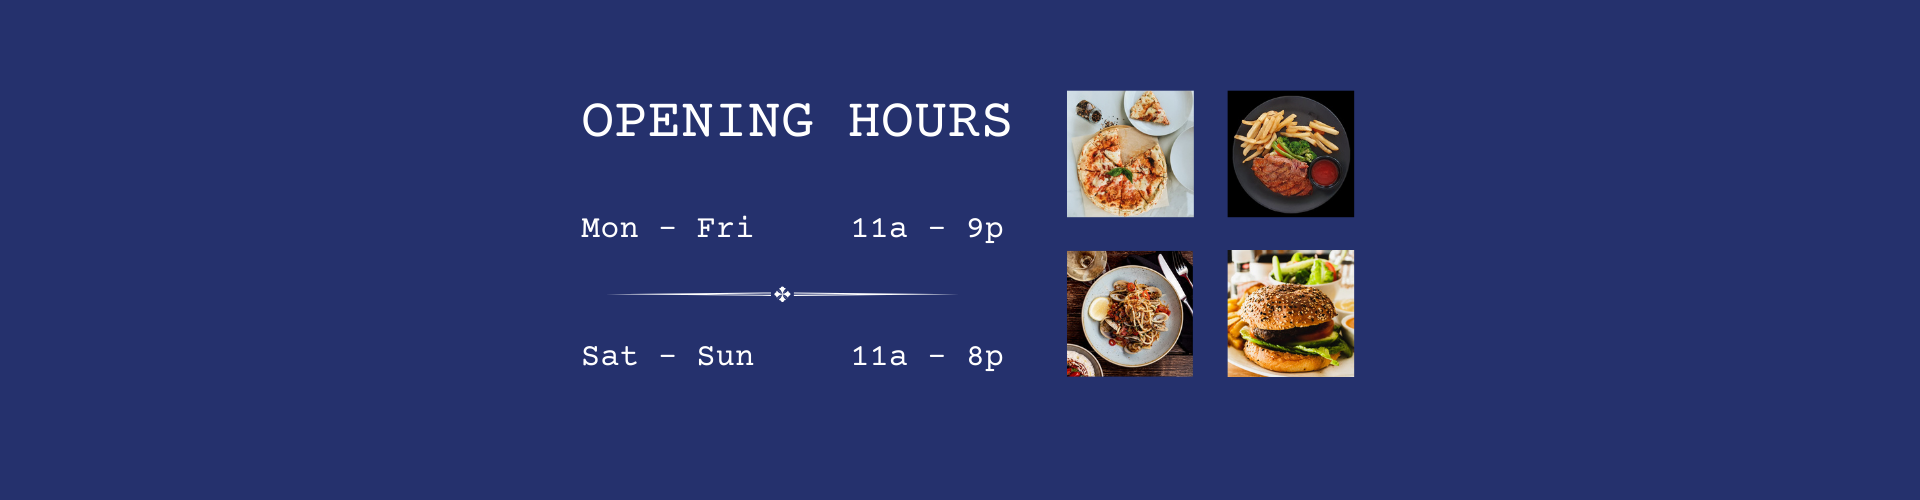 OPENING HOURS
Mon - Fri 11a - 9p
Sat - Sun 11a - 8p